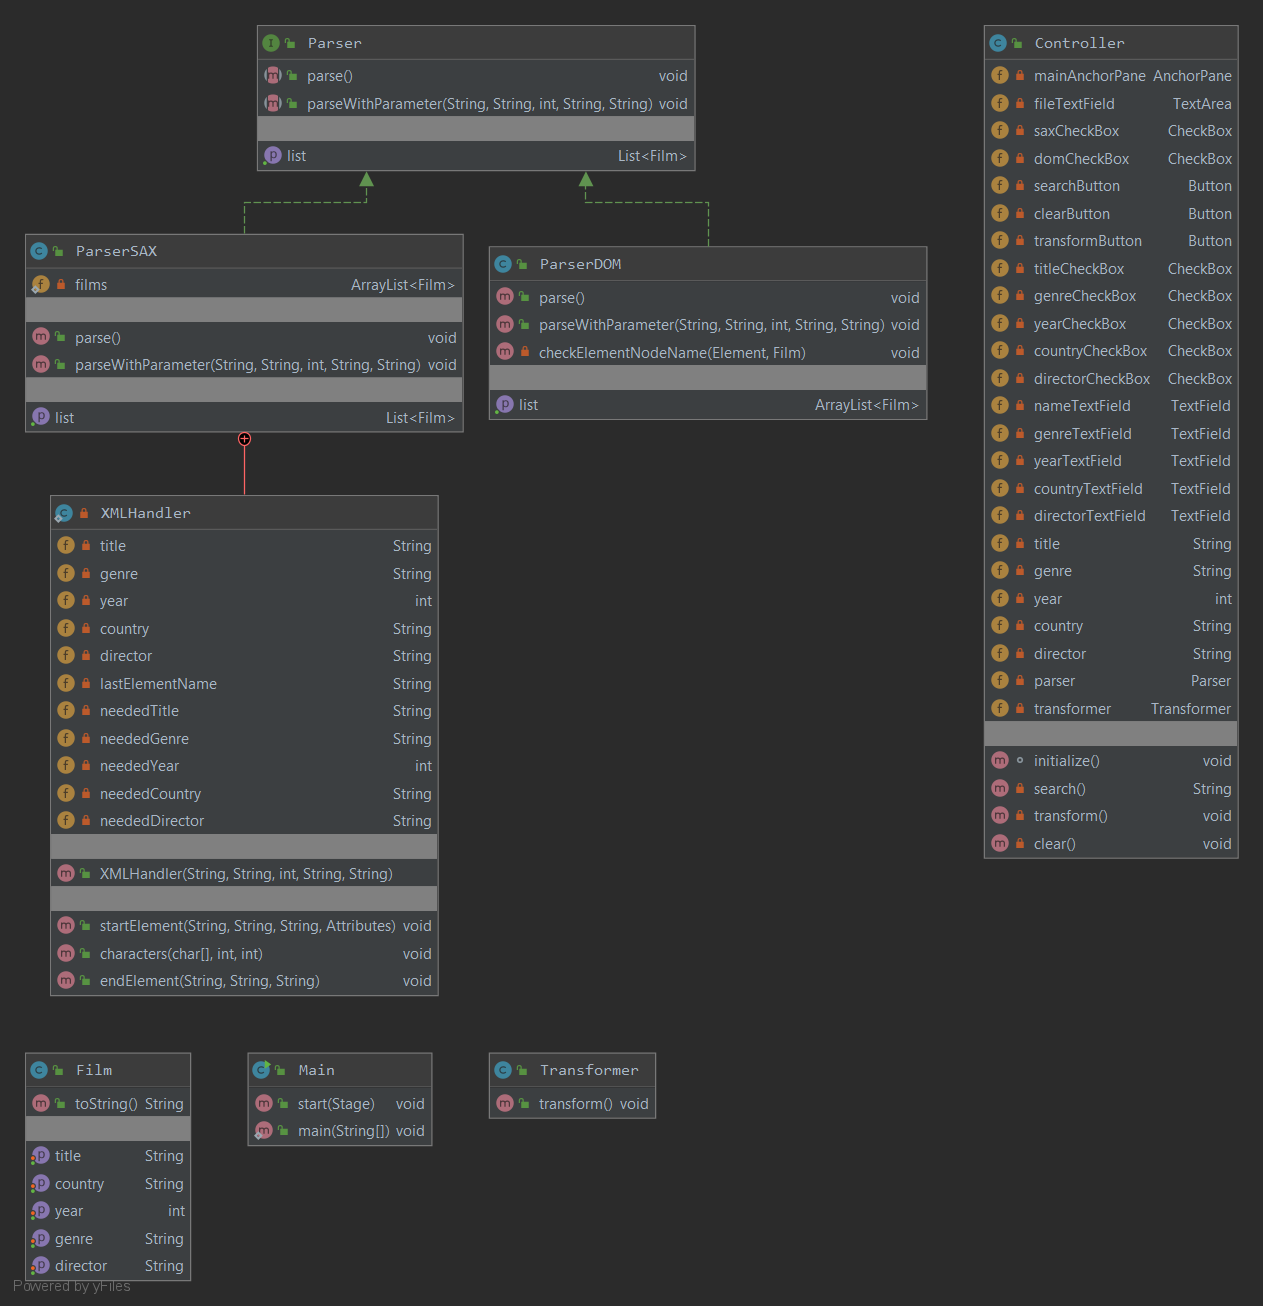 Parser
parse() void
parseWithParameter(String, String, int, String, String) void
list List<Film>
ParserSAX
films ArrayList<Film>
parse() void
parseWithParameter(String, String, int, String, String) void
list List<Film>
ParserDOM
parse() void
parseWithParameter(String, String, int, String, String) void
checkElementNodeName(Element, Film) void
list ArrayList<Film>
XMLHandler
title String
genre String
year int
country String
director String
lastElementName String
neededTitle String
neededGenre String
neededYear int
neededCountry String
neededDirector String
XMLHandler(String, String, int, String, String)
startElement(String, String, String, Attributes) void
characters(char[], int, int) void
endElement(String, String, String) void
Controller
mainAnchorPane AnchorPane
fileTextField TextArea
saxCheckBox CheckBox
domCheckBox CheckBox
searchButton Button
clearButton Button
transformButton Button
titleCheckBox CheckBox
genreCheckBox CheckBox
yearCheckBox CheckBox
countryCheckBox CheckBox
directorCheckBox CheckBox
nameTextField TextField
genreTextField TextField
yearTextField TextField
countryTextField TextField
directorTextField TextField
title String
genre String
year int
country String
director String
parser Parser
transformer Transformer
initialize() void
search() String
transform() void
clear() void
Film
toString() String
title String
country String
year int
genre String
director String
Main
start(Stage) void
main(String[]) void
Transformer
transform() void
Powered by yFiles